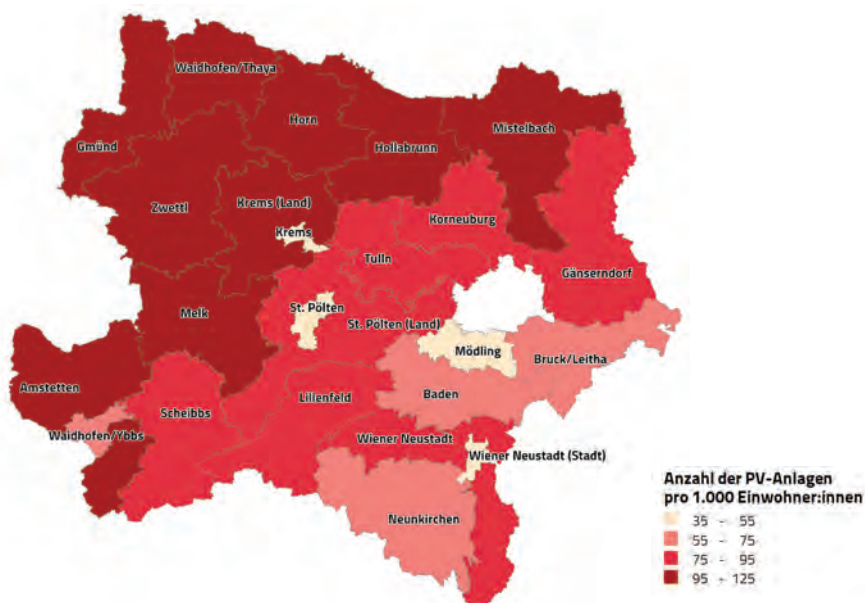 Waidhofen/Thaya
Gmünd
Horn
Hollabrunn
Mistelbach
Zwettl
Krems (Land)
Krems
Korneuburg
Tulln
Gänserndorf
Melk
St. Pölten
St. Pölten (Land)
Mödling
Bruck/Leitha
Amstetten
Baden
Scheibbs
Lilienfeld
Waidhofen/Ybbs
Wiener Neustadt
Wiener Neustadt (Stadt)
Neunkirchen
Anzahl der PV-Anlagen
pro 1.000 Einwohner:innen
35 - 55
55 - 75
75 - 95
95 - 125